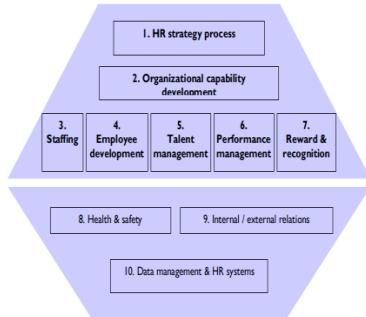 1. HR strategy process
2. Organizational capability
development
3.
Staffing
4.
Employee
development
5.
Talent
management
6.
Performance
management
7.
Reward &
recognition
8. Health & safety
9. Internal / external relations
10. Data management & HR systems